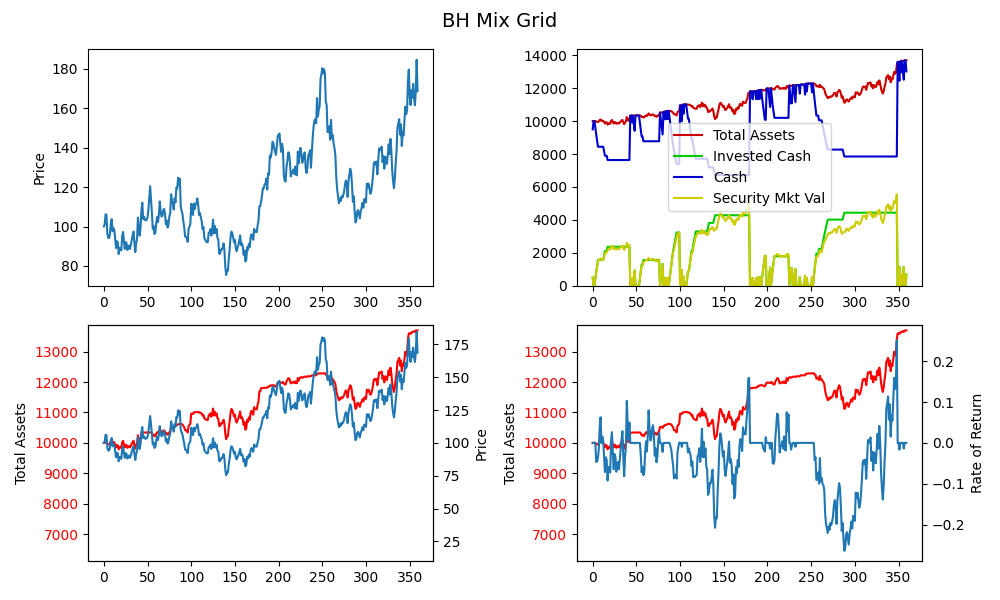 BH Mix Grid
Price
180
160
140
120
100
80
0 50 100 150 200 250 300 350
14000
12000
10000
8000
6000
4000
2000
0
Total Assets
Invested Cash
Cash
Security Mkt Val
0 50 100 150 200 250 300 350
Total Assets
13000
12000
11000
10000
9000
8000
7000
175
150
125
100
75
50
25
Price
0 50 100 150 200 250 300 350
Total Assets
13000
12000
11000
10000
9000
8000
7000
0.2
0.1
0.0
−0.1
−0.2
Rate of Return
0 50 100 150 200 250 300 350